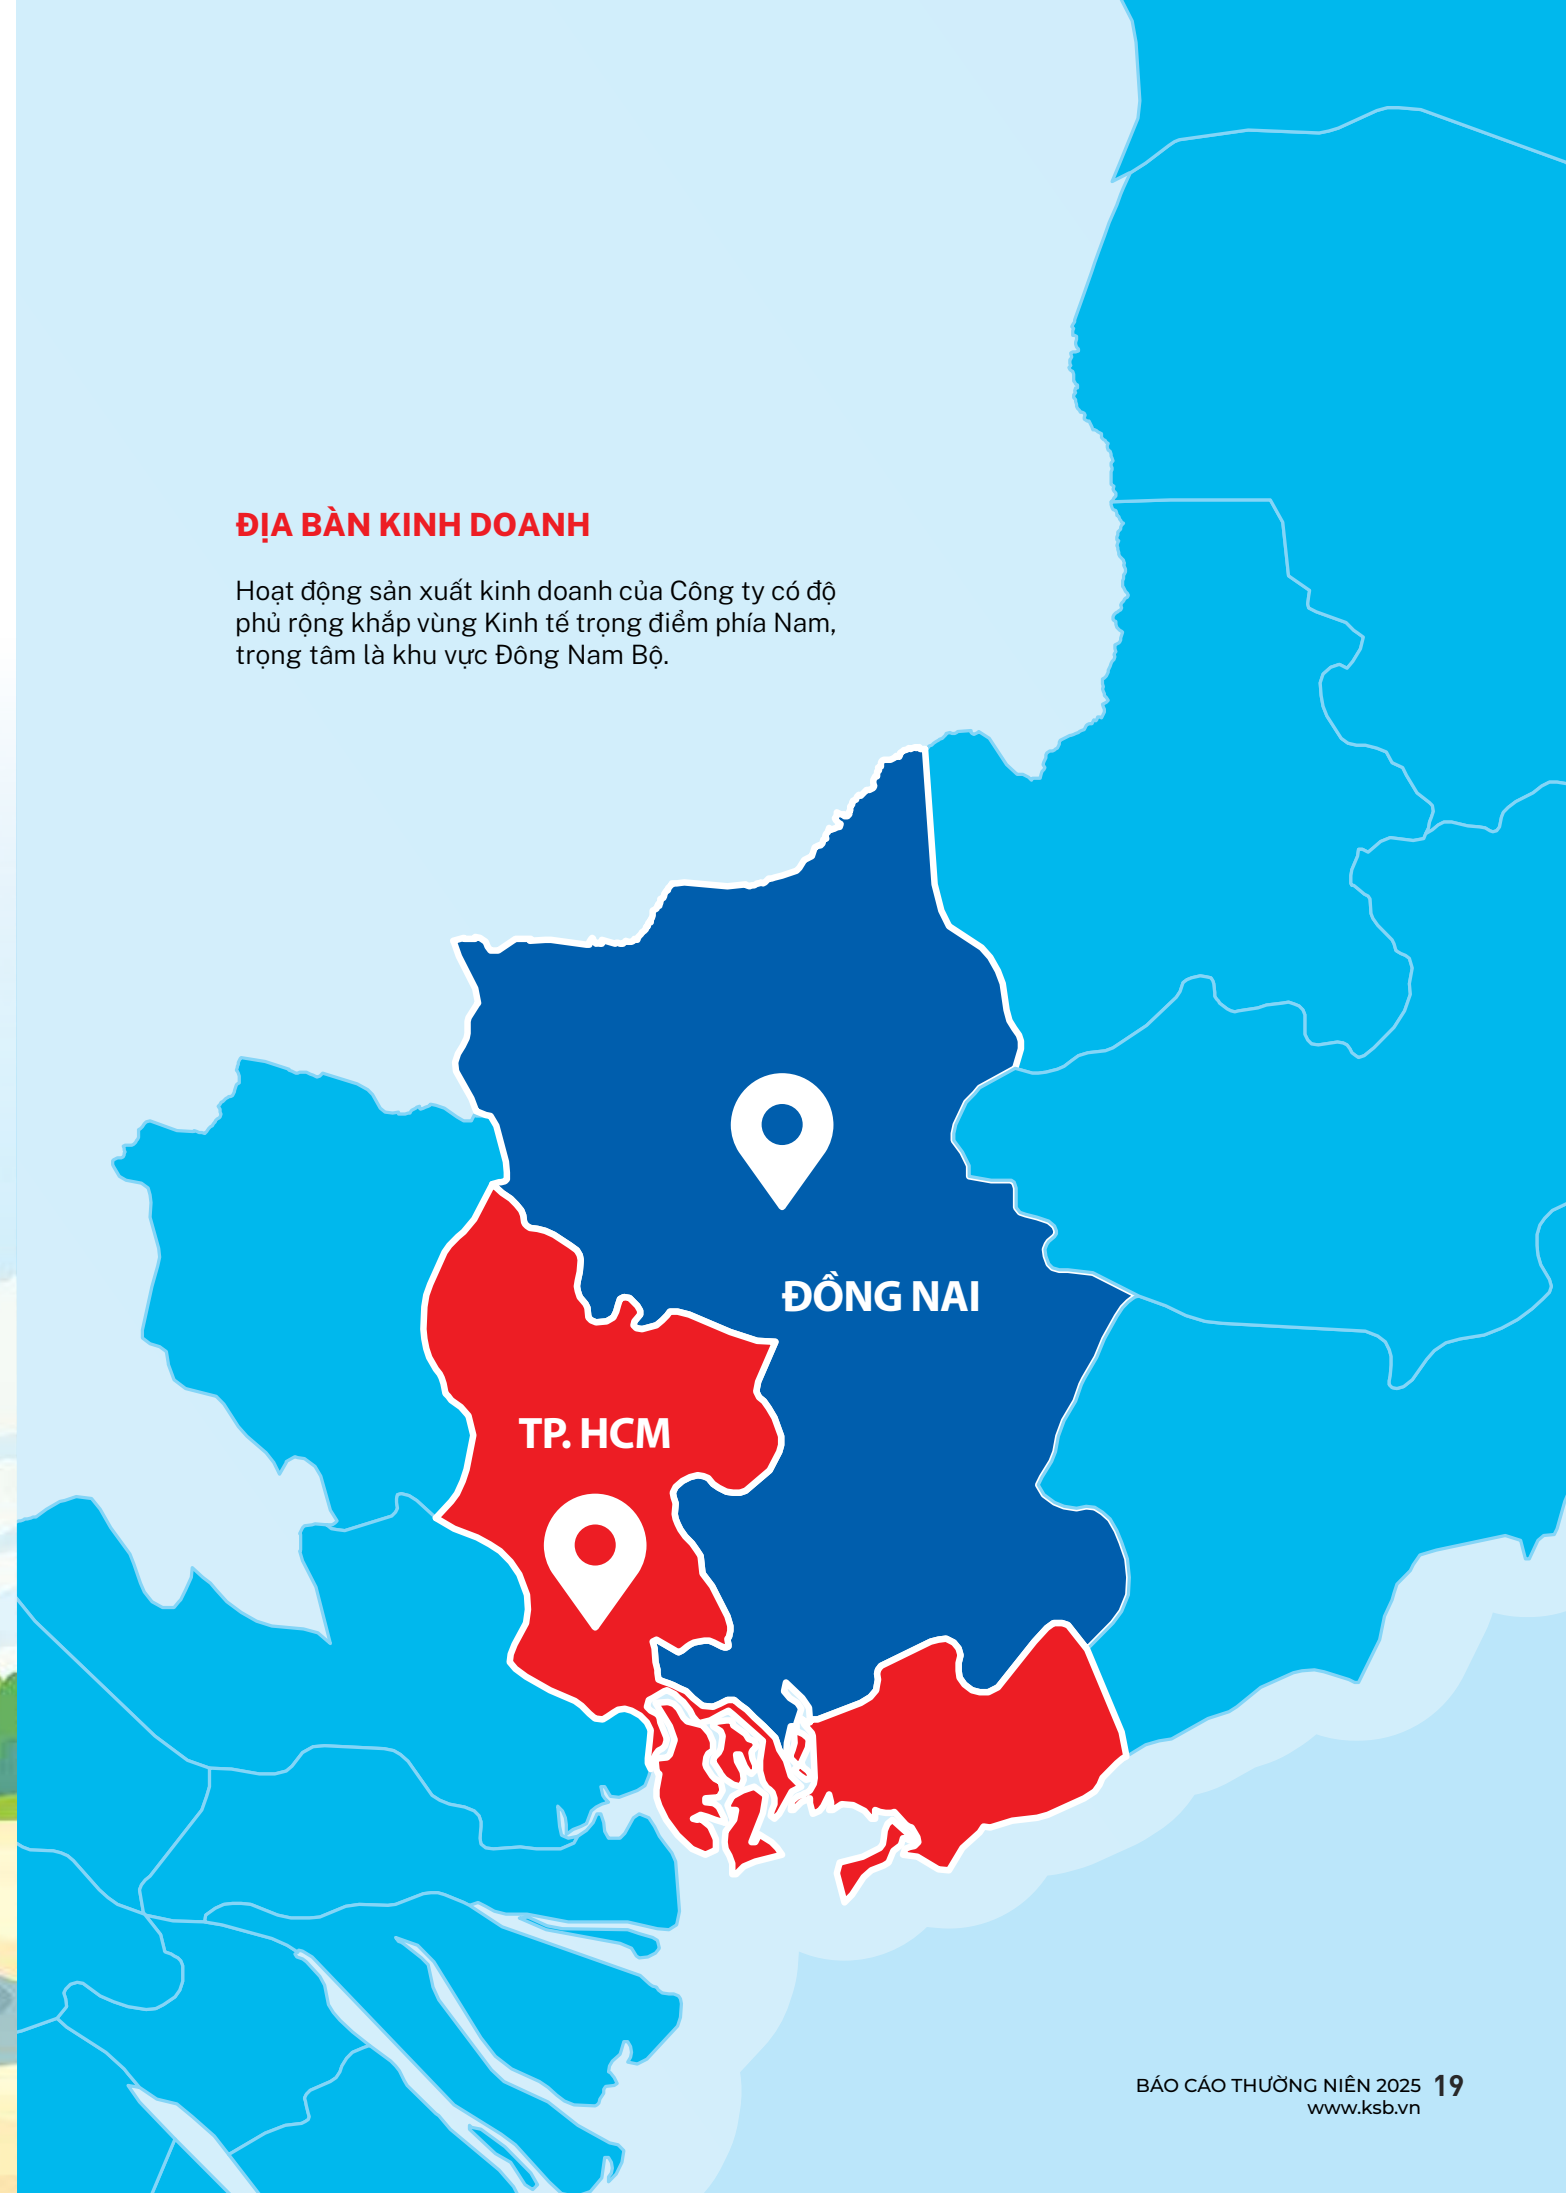 ĐỊA BÀN KINH DOANH
Hoạt động sản xuất kinh doanh của Công ty có độ
phủ rộng khắp vùng Kinh tế trọng điểm phía Nam,
trọng tâm là khu vực Đông Nam Bộ.
ĐỒNG NAI
TP. HCM
BÁO CÁO THƯỜNG NIÊN 2025 19
www.ksb.vn